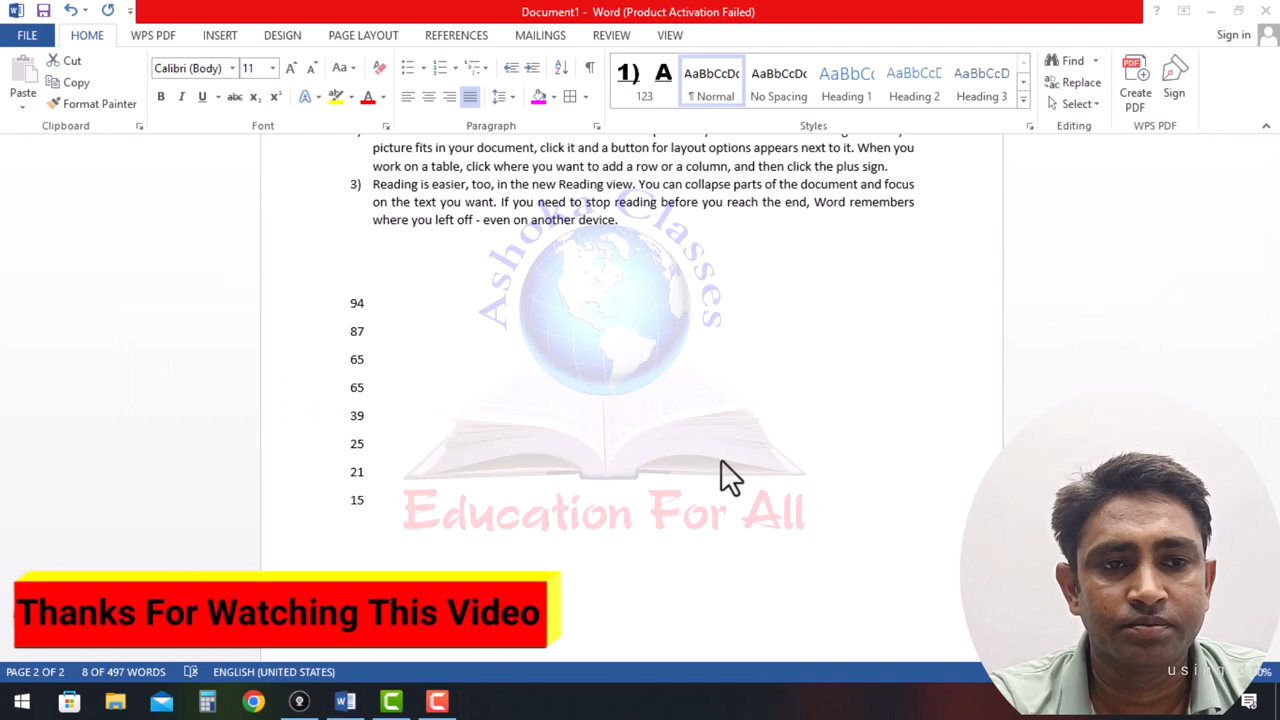 Document1 - Word (Product Activation Failed)
FILE HOME WPS PDF INSERT DESIGN PAGE LAYOUT REFERENCES MAILINGS REVIEW VIEW Sign in
Paste
Cut
Copy
Format Painter
Clipboard
Calibri (Body) 11
Font
Paragraph
1) 123
AaBbCcDc ¶ Normal
AaBbCcDc No Spacing
AaBbC Heading 1
AaBbCcD Heading 2
AaBbCcD Heading 3
Styles
Find
Replace
Select
Editing
Create PDF
Sign
WPS PDF
picture fits in your document, click it and a button for layout options appears next to it. When you
work on a table, click where you want to add a row or a column, and then click the plus sign.
3) Reading is easier, too, in the new Reading view. You can collapse parts of the document and focus
on the text you want. If you need to stop reading before you reach the end, Word remembers
where you left off - even on another device.
Ashoka Classes
94
87
65
65
39
25
21
15
Education For All
Thanks For Watching This Video
PAGE 2 OF 2 8 OF 497 WORDS ENGLISH (UNITED STATES)